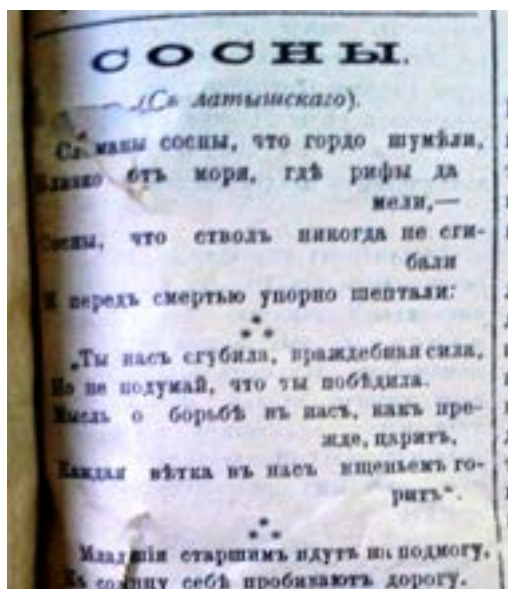 СОСНЫ.
(Съ латышскаго).
Сломаны сосны, что гордо шумѣли,
Близко отъ моря, гдѣ рифы да
мели,—
Сосны, что стволъ никогда не сги-
бали
И передъ смертью упорно шептали:
⁂
„Ты насъ сгубила, враждебная сила,
Но не подумай, что ты побѣдила.
Мысль о борьбѣ въ насъ, какъ пре-
жде, царитъ,
Каждая вѣтка въ насъ мщеньемъ го-
ритъ“.
⁂
Младшіи старшимъ идутъ на подмогу,
Къ солнцу себѣ пробиваютъ дорогу.